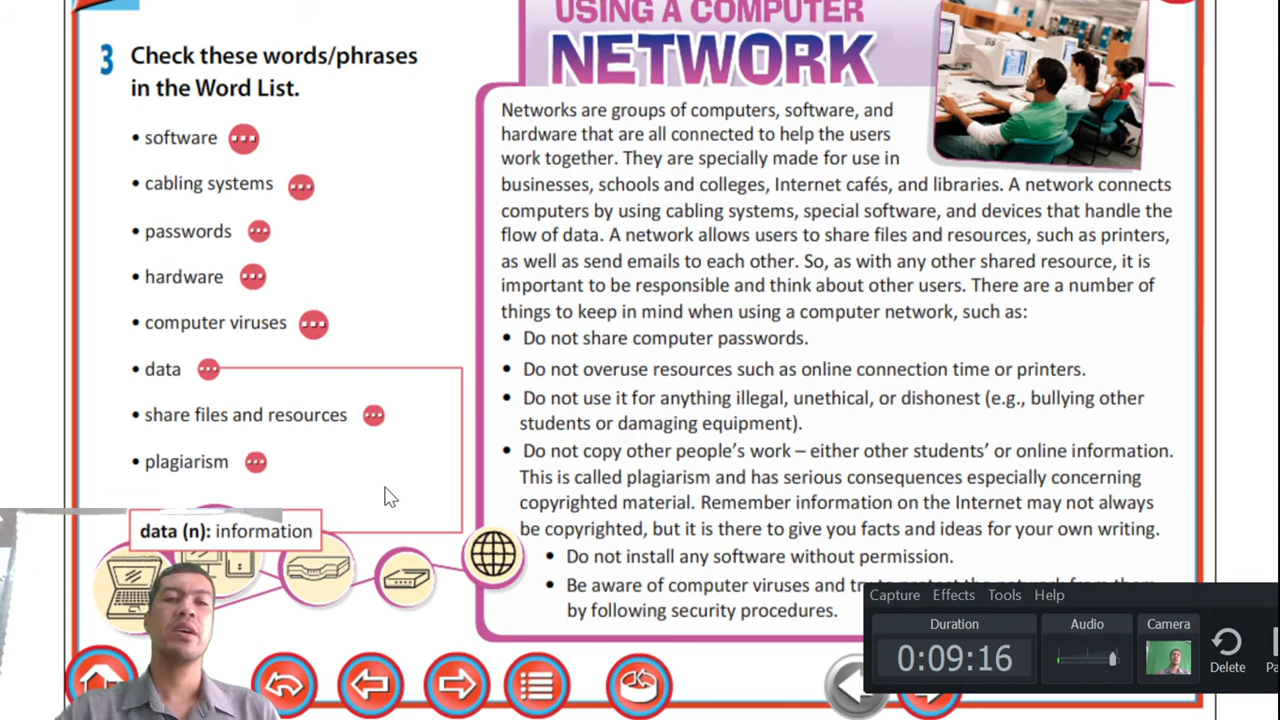 3 Check these words/phrases
in the Word List.
• software
• cabling systems
• passwords
• hardware
• computer viruses
• data
• share files and resources
• plagiarism
data (n): information
USING A COMPUTER
NETWORK
Networks are groups of computers, software, and
hardware that are all connected to help the users
work together. They are specially made for use in
businesses, schools and colleges, Internet cafés, and libraries. A network connects
computers by using cabling systems, special software, and devices that handle the
flow of data. A network allows users to share files and resources, such as printers,
as well as send emails to each other. So, as with any other shared resource, it is
important to be responsible and think about other users. There are a number of
things to keep in mind when using a computer network, such as:
• Do not share computer passwords.
• Do not overuse resources such as online connection time or printers.
• Do not use it for anything illegal, unethical, or dishonest (e.g., bullying other
students or damaging equipment).
• Do not copy other people's work – either other students' or online information.
This is called plagiarism and has serious consequences especially concerning
copyrighted material. Remember information on the Internet may not always
be copyrighted, but it is there to give you facts and ideas for your own writing.
• Do not install any software without permission.
• Be aware of computer viruses and
by following security procedures.
Capture Effects Tools Help
Duration Audio Camera
0:09:16
Delete